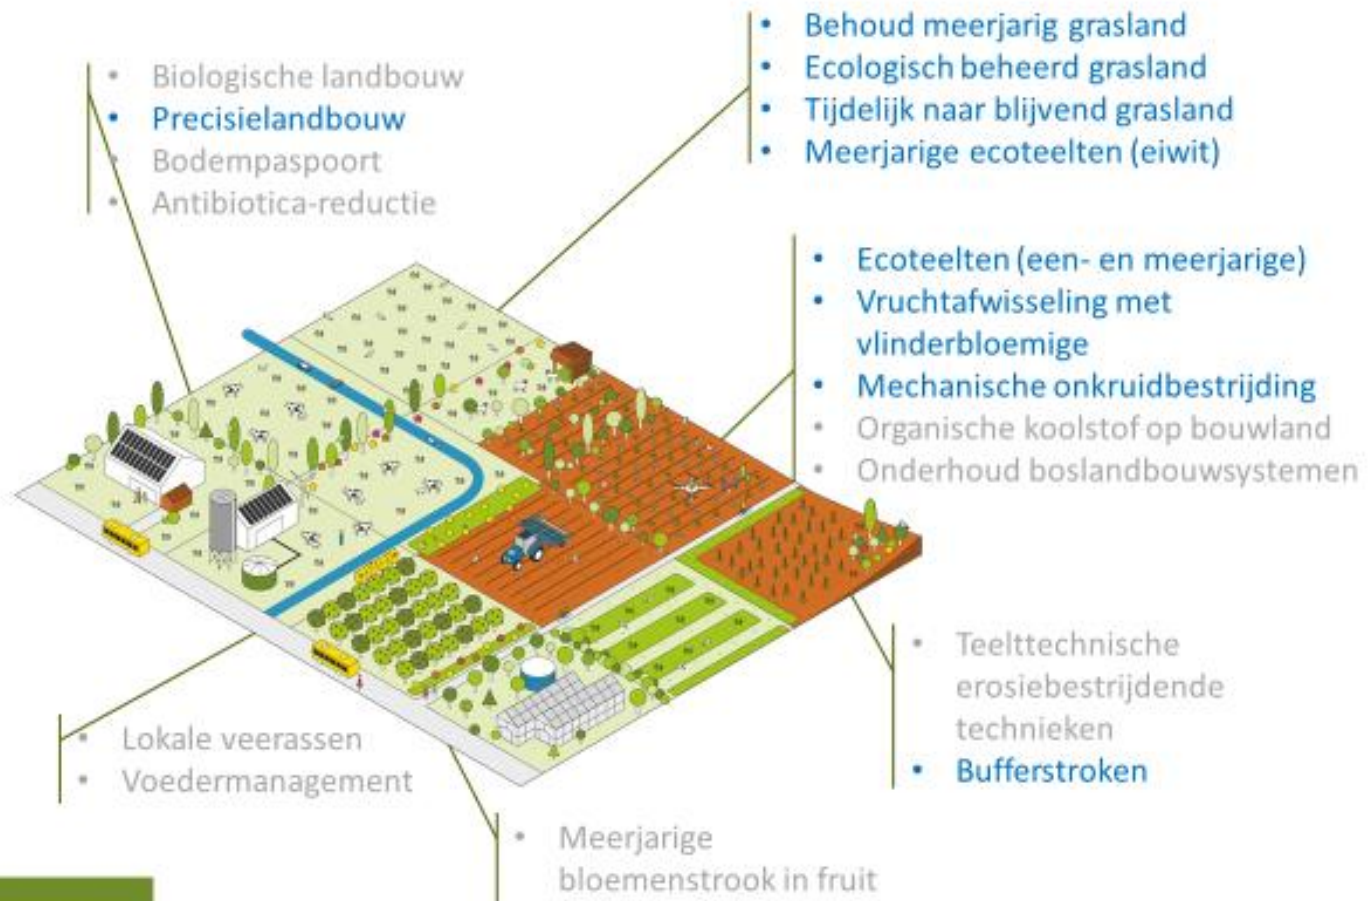 • Biologische landbouw
• Precisielandbouw
• Bodempaspoort
• Antibiotica-reductie
• Behoud meerjarig grasland
• Ecologisch beheerd grasland
• Tijdelijk naar blijvend grasland
• Meerjarige ecoteelten (eiwit)
• Ecoteelten (een- en meerjarige)
• Vruchtafwisseling met
vlinderbloemige
• Mechanische onkruidbestrijding
• Organische koolstof op bouwland
• Onderhoud boslandbouwsystemen
• Teelttechnische
erosiebestrijdende
technieken
• Bufferstroken
• Lokale veerassen
• Voedermanagement
• Meerjarige
bloemenstrook in fruit